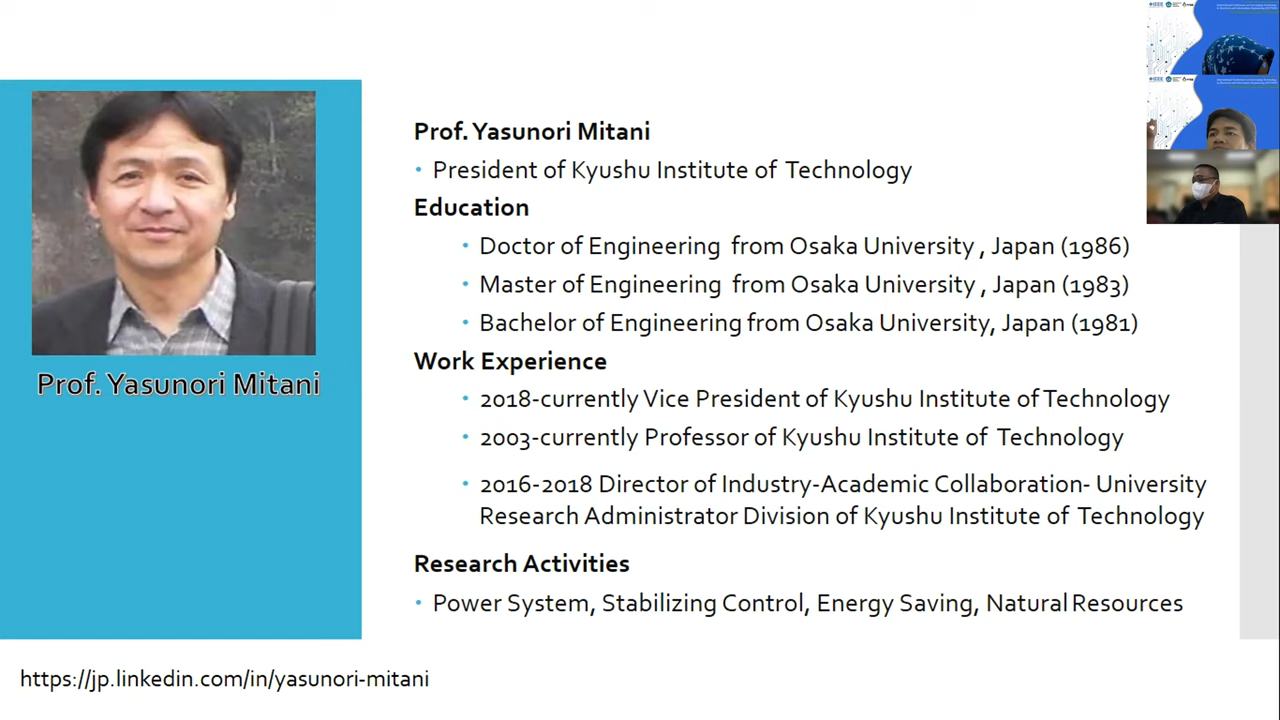 Prof. Yasunori Mitani
President of Kyushu Institute of Technology
Education
Doctor of Engineering from Osaka University , Japan (1986)
Master of Engineering from Osaka University , Japan (1983)
Bachelor of Engineering from Osaka University, Japan (1981)
Prof. Yasunori Mitani
Work Experience
2018-currently Vice President of Kyushu Institute of Technology
2003-currently Professor of Kyushu Institute of Technology
2016-2018 Director of Industry-Academic Collaboration- University
Research Administrator Division of Kyushu Institute of Technology
Research Activities
Power System, Stabilizing Control, Energy Saving, Natural Resources
https://jp.linkedin.com/in/yasunori-mitani
IEEE
IEEE